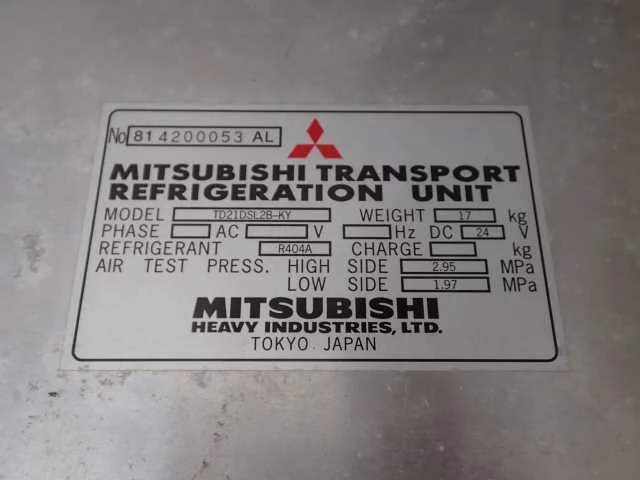 No 814200053 AL
MITSUBISHI TRANSPORT
REFRIGERATION UNIT
MODEL TD21DSL2B-KY WEIGHT 17 kg
PHASE AC V Hz DC 24 V
REFRIGERANT R404A CHARGE kg
AIR TEST PRESS. HIGH SIDE 2.95 MPa
LOW SIDE 1.97 MPa
MITSUBISHI
HEAVY INDUSTRIES, LTD.
TOKYO JAPAN